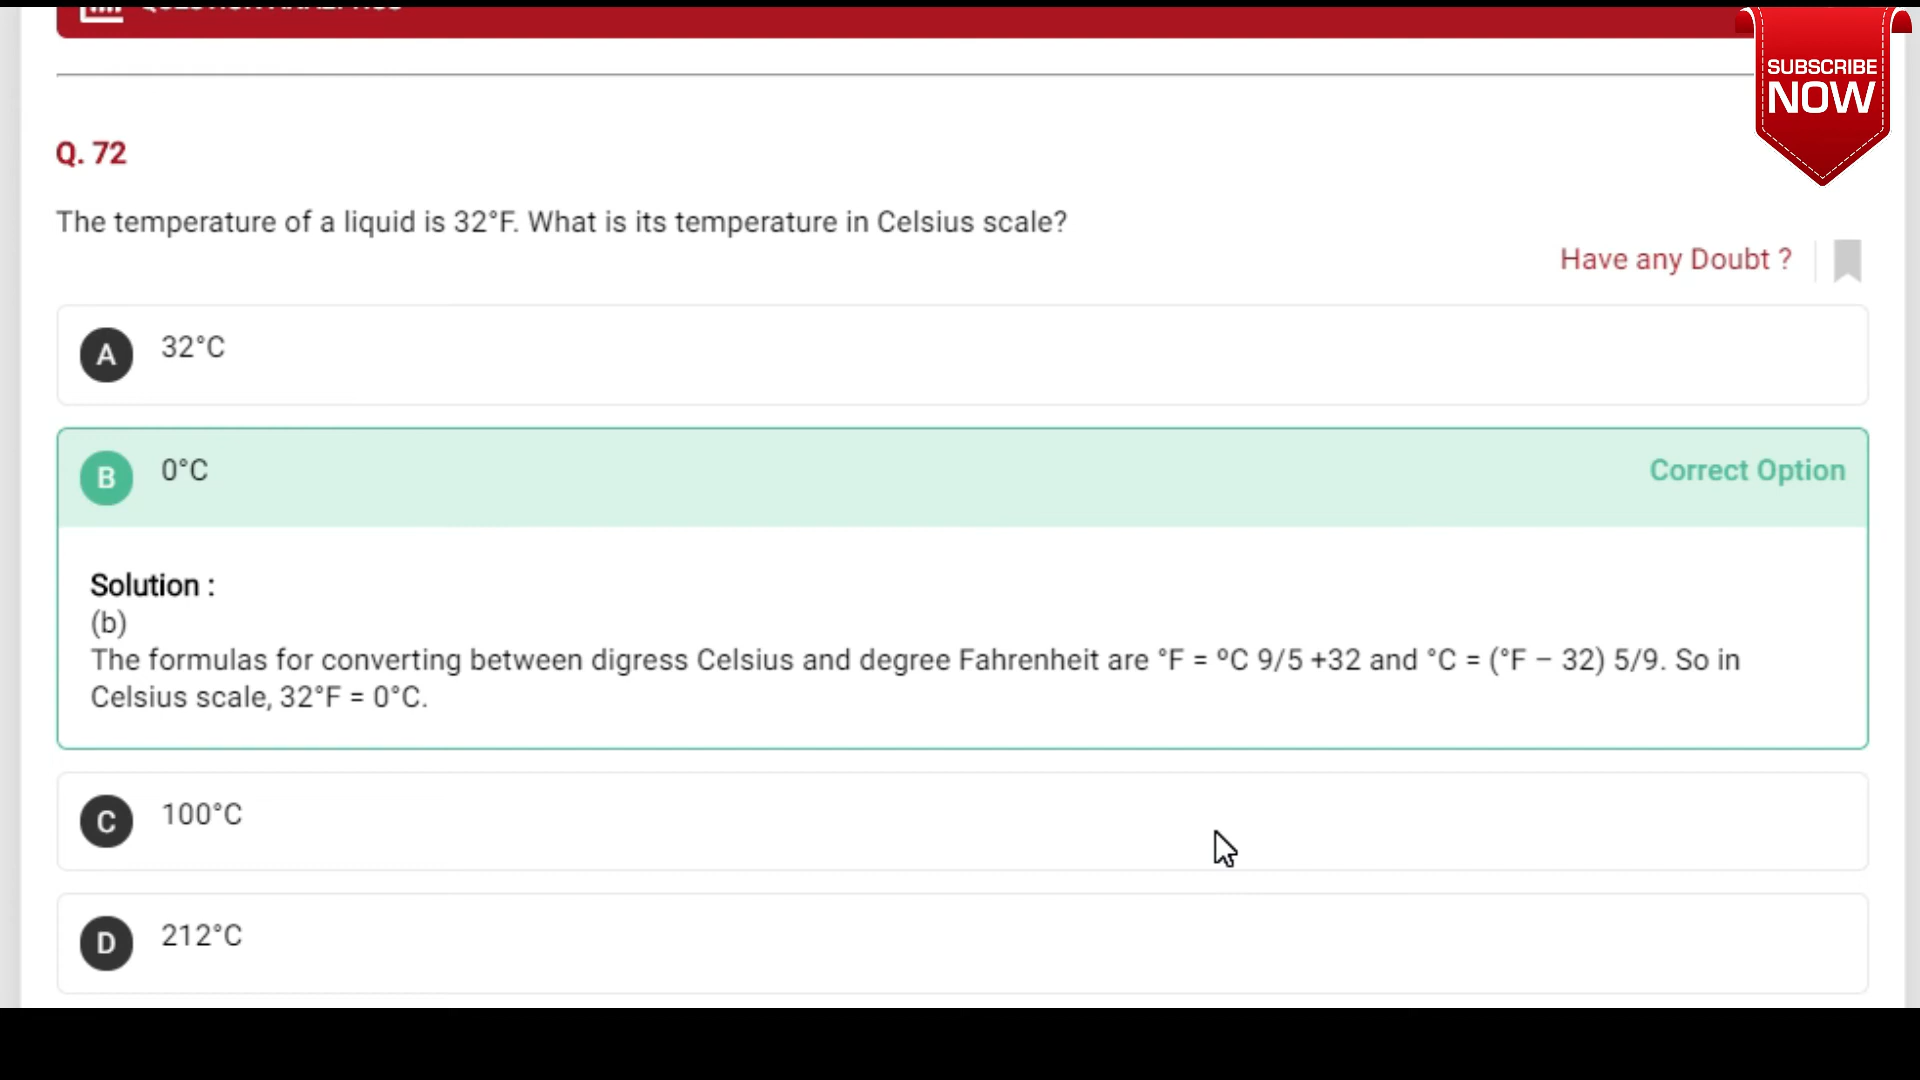 SUBSCRIBE
NOW
Q. 72
The temperature of a liquid is 32°F. What is its temperature in Celsius scale?
Have any Doubt ?
A 32°C
B 0°C Correct Option
Solution :
(b)
The formulas for converting between digress Celsius and degree Fahrenheit are °F = ºC 9/5 +32 and °C = (°F − 32) 5/9. So in
Celsius scale, 32°F = 0°C.
C 100°C
D 212°C